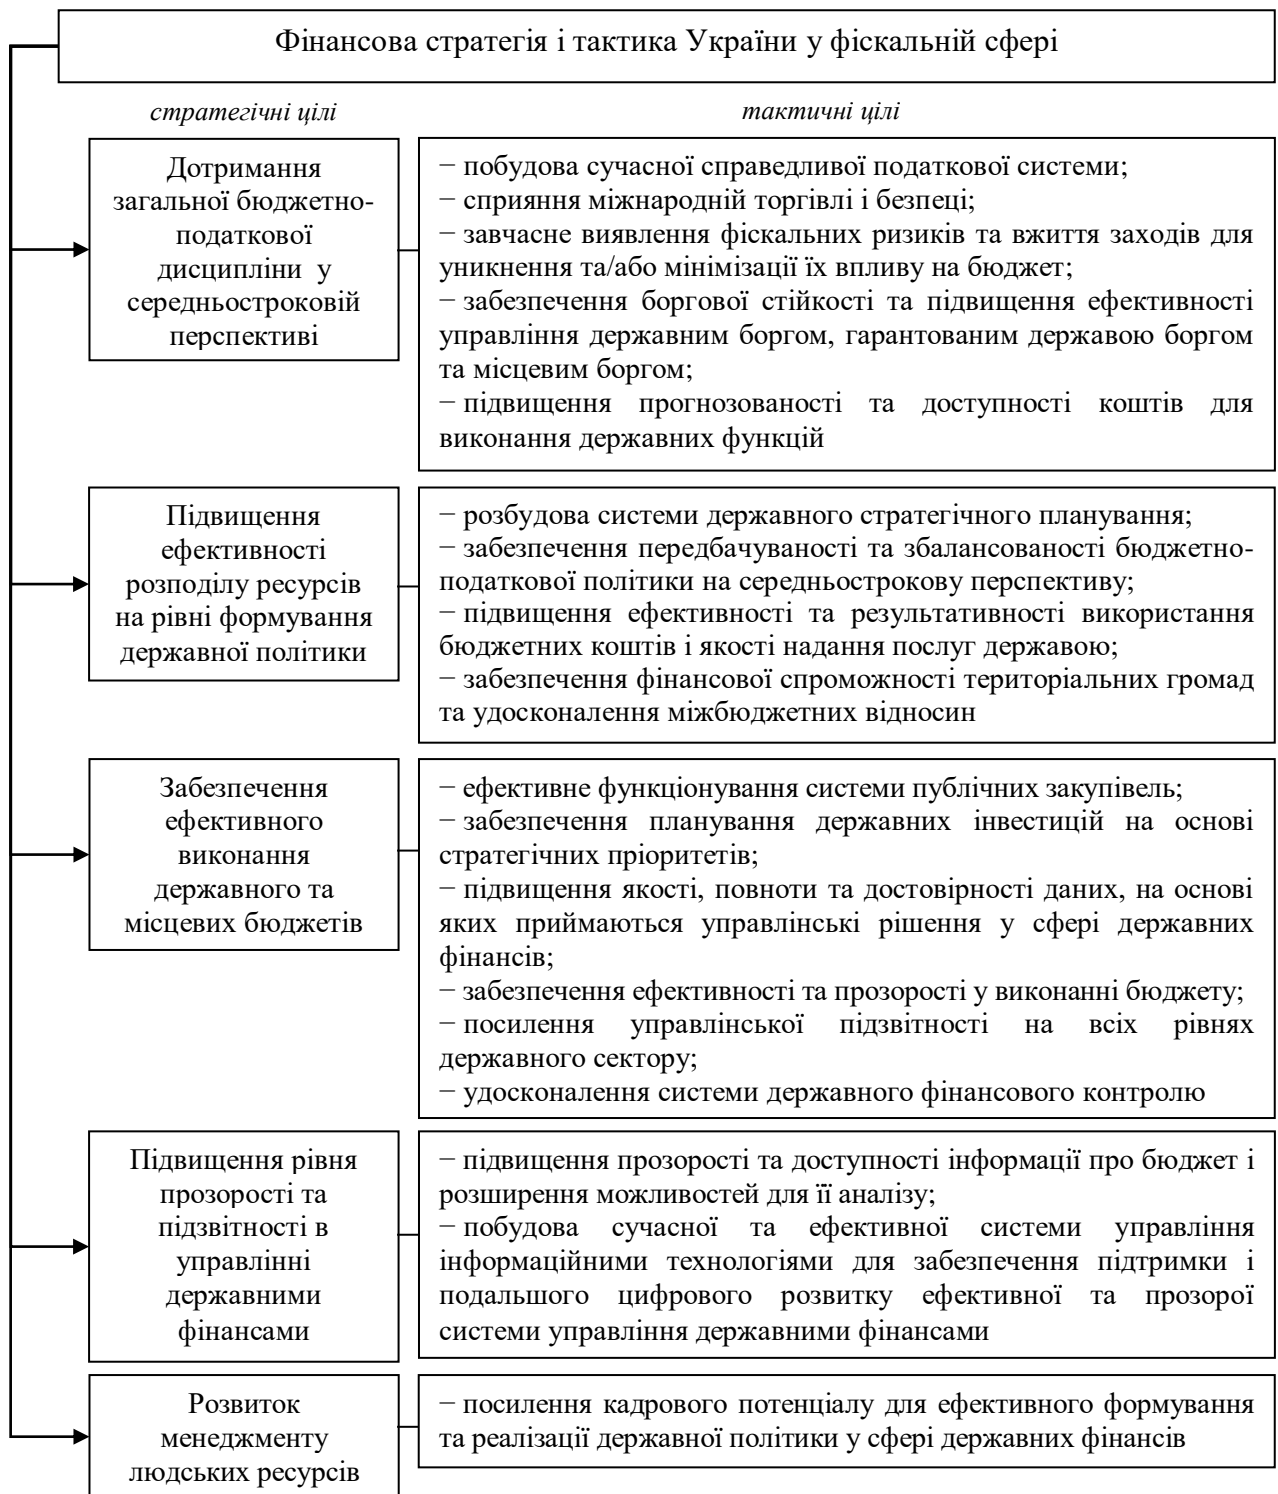 Фінансова стратегія і тактика України у фіскальній сфері
стратегічні цілі
тактичні цілі
Дотримання
загальної бюджетно-
податкової
дисципліни у
середньостроковій
перспективі
− побудова сучасної справедливої податкової системи;
− сприяння міжнародній торгівлі і безпеці;
− завчасне виявлення фіскальних ризиків та вжиття заходів для
уникнення та/або мінімізації їх впливу на бюджет;
− забезпечення боргової стійкості та підвищення ефективності
управління державним боргом, гарантованим державою боргом
та місцевим боргом;
− підвищення прогнозованості та доступності коштів для
виконання державних функцій
Підвищення
ефективності
розподілу ресурсів
на рівні формування
державної політики
− розбудова системи державного стратегічного планування;
− забезпечення передбачуваності та збалансованості бюджетно-
податкової політики на середньострокову перспективу;
− підвищення ефективності та результативності використання
бюджетних коштів і якості надання послуг державою;
− забезпечення фінансової спроможності територіальних громад
та удосконалення міжбюджетних відносин
Забезпечення
ефективного
виконання
державного та
місцевих бюджетів
− ефективне функціонування системи публічних закупівель;
− забезпечення планування державних інвестицій на основі
стратегічних пріоритетів;
− підвищення якості, повноти та достовірності даних, на основі
яких приймаються управлінські рішення у сфері державних
фінансів;
− забезпечення ефективності та прозорості у виконанні бюджету;
− посилення управлінської підзвітності на всіх рівнях
державного сектору;
− удосконалення системи державного фінансового контролю
Підвищення рівня
прозорості та
підзвітності в
управлінні
державними
фінансами
− підвищення прозорості та доступності інформації про бюджет і
розширення можливостей для її аналізу;
− побудова сучасної та ефективної системи управління
інформаційними технологіями для забезпечення підтримки і
подальшого цифрового розвитку ефективної та прозорої
системи управління державними фінансами
Розвиток
менеджменту
людських ресурсів
− посилення кадрового потенціалу для ефективного формування
та реалізації державної політики у сфері державних фінансів